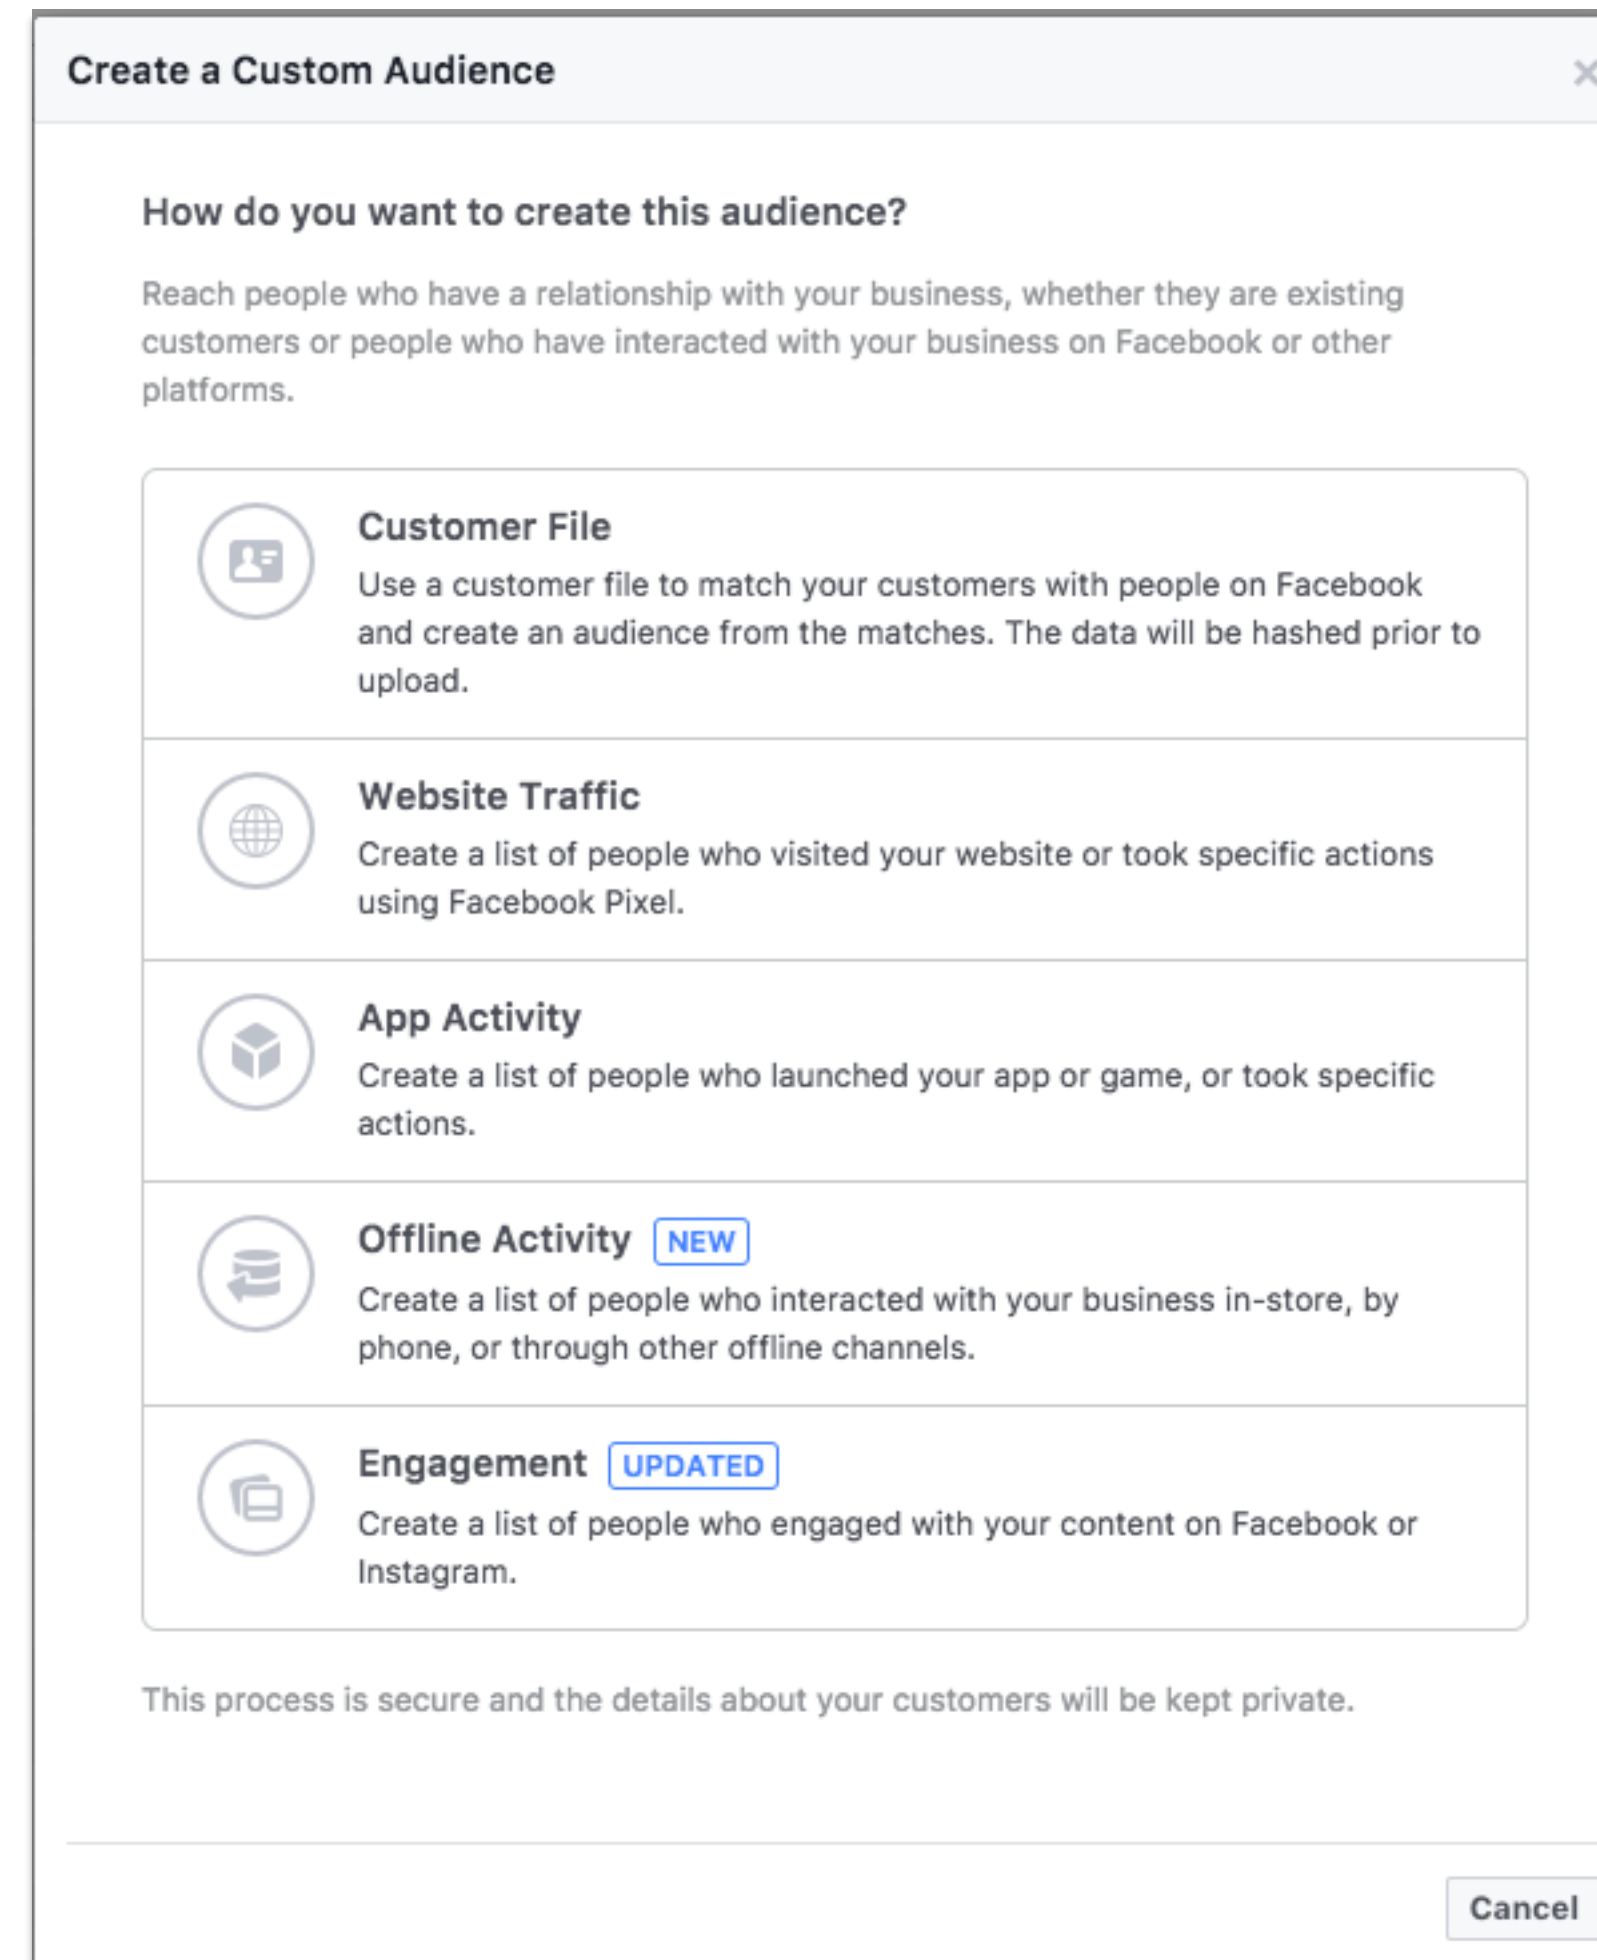 Create a Custom Audience
How do you want to create this audience?
Reach people who have a relationship with your business, whether they are existing
customers or people who have interacted with your business on Facebook or other
platforms.
Customer File
Use a customer file to match your customers with people on Facebook
and create an audience from the matches. The data will be hashed prior to
upload.
Website Traffic
Create a list of people who visited your website or took specific actions
using Facebook Pixel.
App Activity
Create a list of people who launched your app or game, or took specific
actions.
Offline Activity NEW
Create a list of people who interacted with your business in-store, by
phone, or through other offline channels.
Engagement UPDATED
Create a list of people who engaged with your content on Facebook or
Instagram.
This process is secure and the details about your customers will be kept private.
Cancel